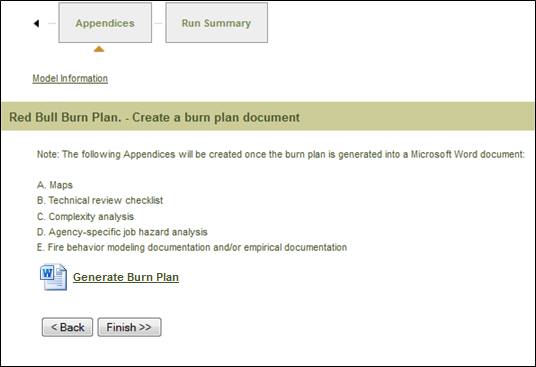 Appendices
Run Summary
Model Information
Red Bull Burn Plan. - Create a burn plan document
Note: The following Appendices will be created once the burn plan is generated into a Microsoft Word document:
A. Maps
B. Technical review checklist
C. Complexity analysis
D. Agency-specific job hazard analysis
E. Fire behavior modeling documentation and/or empirical documentation
Generate Burn Plan
< Back
Finish >>